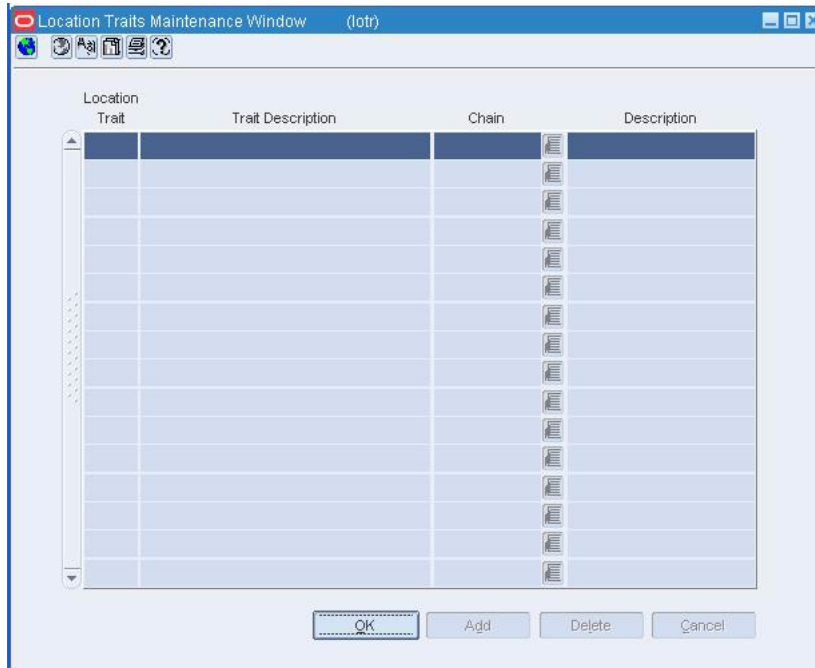 Location Traits Maintenance Window (lotr)
Location
Trait Trait Description Chain Description
OK Add Delete Cancel